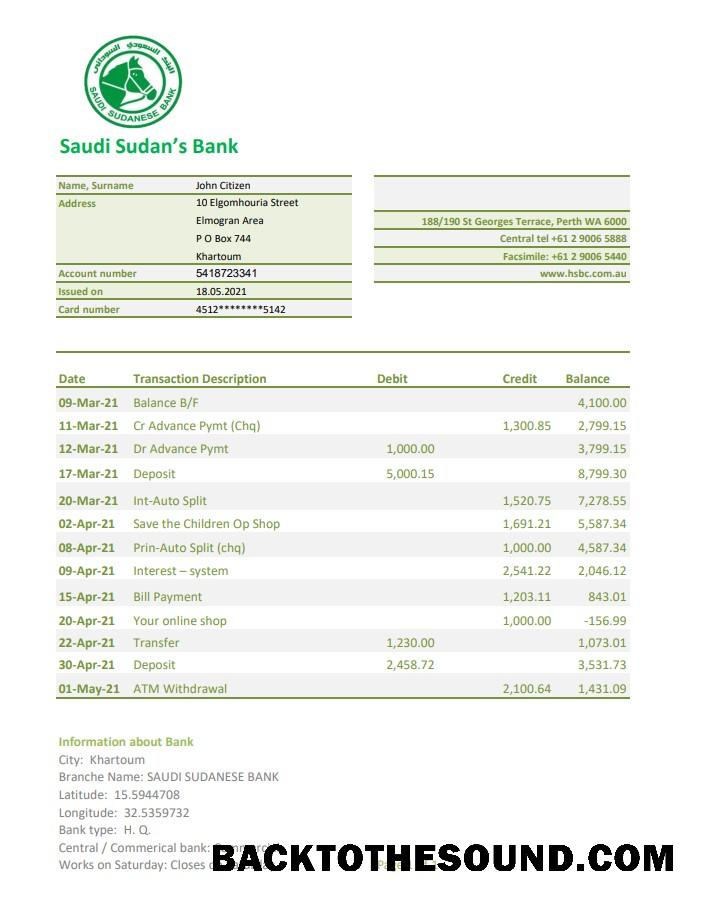 البنك السعودي السوداني
SAUDI SUDANESE BANK
Saudi Sudan’s Bank
Name, Surname John Citizen
Address 10 Elgomhouria Street
Elmogran Area
P O Box 744
Khartoum
Account number 5418723341
Issued on 18.05.2021
Card number 4512********5142
188/190 St Georges Terrace, Perth WA 6000
Central tel +61 2 9006 5888
Facsimile: +61 2 9006 5440
www.hsbc.com.au
Date Transaction Description Debit Credit Balance
09-Mar-21 Balance B/F 4,100.00
11-Mar-21 Cr Advance Pymt (Chq) 1,300.85 2,799.15
12-Mar-21 Dr Advance Pymt 1,000.00 3,799.15
17-Mar-21 Deposit 5,000.15 8,799.30
20-Mar-21 Int-Auto Split 1,520.75 7,278.55
02-Apr-21 Save the Children Op Shop 1,691.21 5,587.34
08-Apr-21 Prin-Auto Split (chq) 1,000.00 4,587.34
09-Apr-21 Interest – system 2,541.22 2,046.12
15-Apr-21 Bill Payment 1,203.11 843.01
20-Apr-21 Your online shop 1,000.00 -156.99
22-Apr-21 Transfer 1,230.00 1,073.01
30-Apr-21 Deposit 2,458.72 3,531.73
01-May-21 ATM Withdrawal 2,100.64 1,431.09
Information about Bank
City: Khartoum
Branche Name: SAUDI SUDANESE BANK
Latitude: 15.5944708
Longitude: 32.5359732
Bank type: H. Q.
Central / Commerical bank:
Works on Saturday: Closes
BACKTOTHESOUND.COM